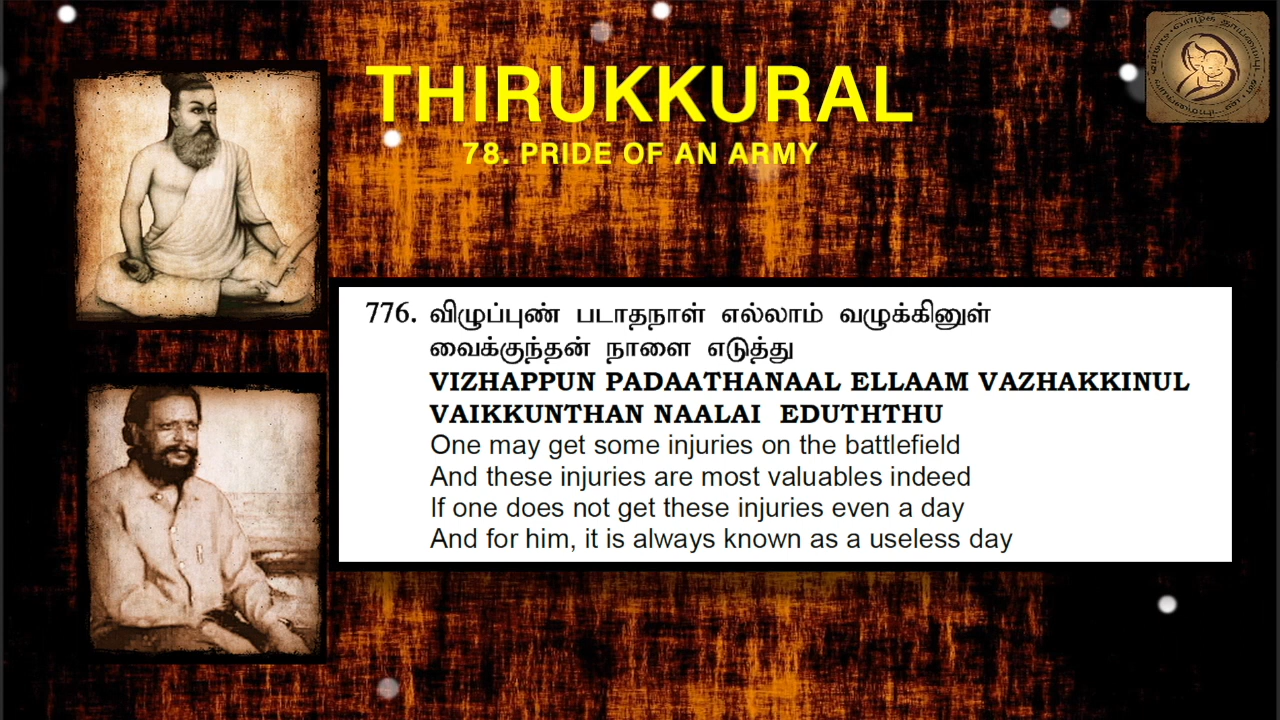 THIRUKKURAL
78. PRIDE OF AN ARMY
776. விழுப்புண் படாதநாள் எல்லாம் வழுக்கினுள்
வைக்குந்தன் நாளை எடுத்து
VIZHAPPUN PADAATHANAAL ELLAAM VAZHAKKINUL
VAIKKUNTHAN NAALAI EDUTHTHU
One may get some injuries on the battlefield
And these injuries are most valuables indeed
If one does not get these injuries even a day
And for him, it is always known as a useless day